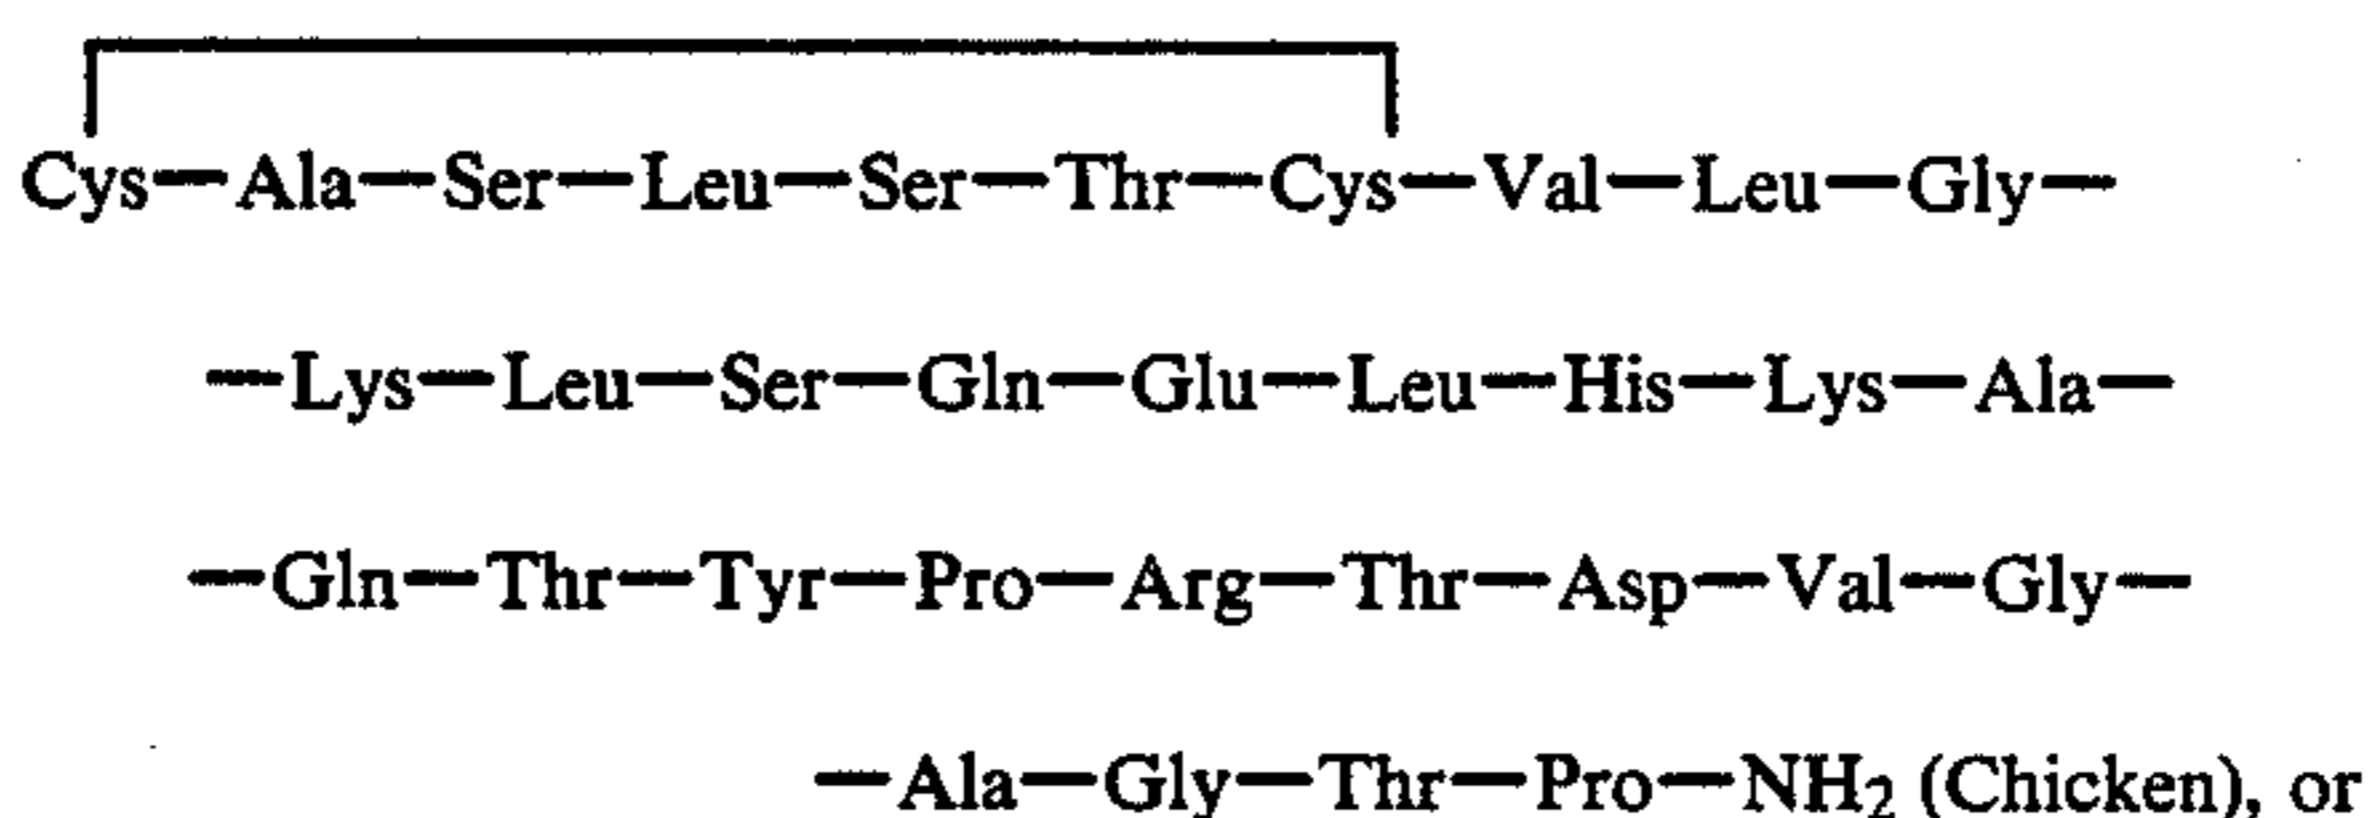 Cys—Ala—Ser—Leu—Ser—Thr—Cys—Val—Leu—Gly—
—Lys—Leu—Ser—Gln—Glu—Leu—His—Lys—Ala—
—Gln—Thr—Tyr—Pro—Arg—Thr—Asp—Val—Gly—
—Ala—Gly—Thr—Pro—NH₂ (Chicken), or